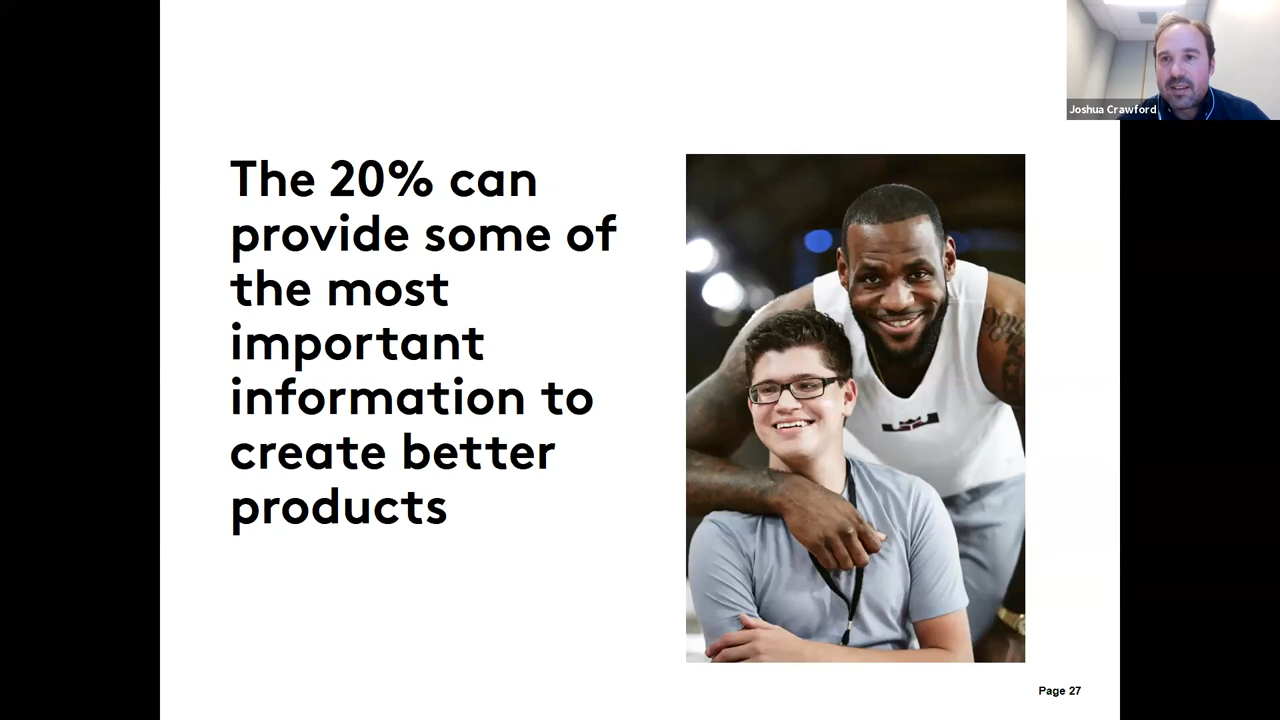 Joshua Crawford
The 20% can
provide some of
the most
important
information to
create better
products
Page 27